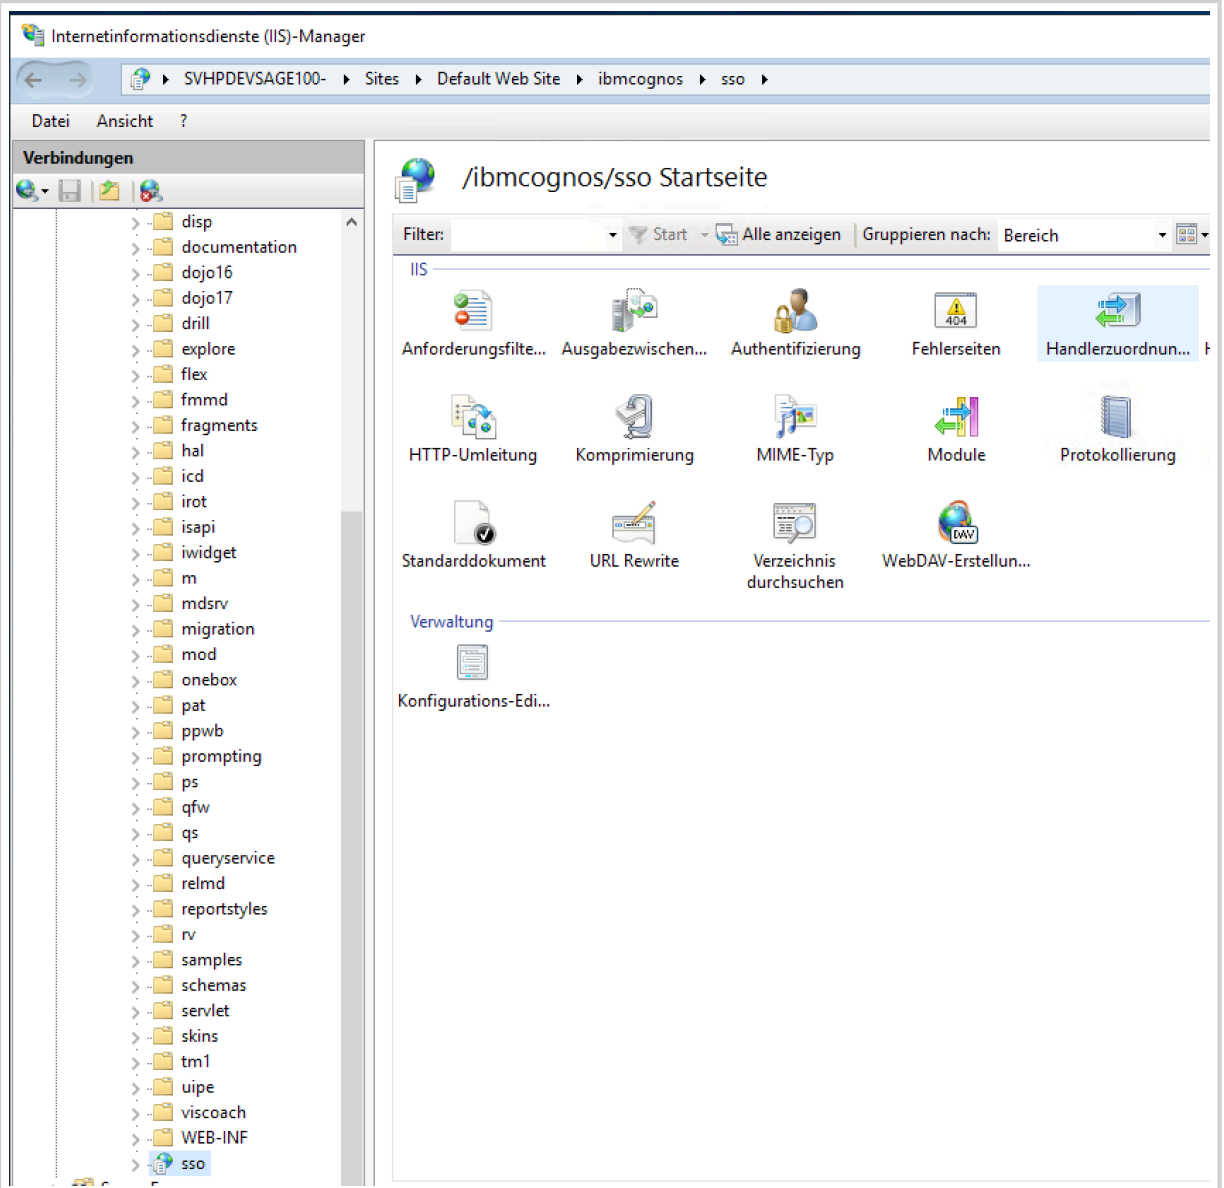 Internetinformationsdienste (IIS)-Manager
SVHPDEVSAGE100- Sites Default Web Site ibmcognos sso
Datei Ansicht ?
Verbindungen
disp
documentation
dojo16
dojo17
drill
explore
flex
fmmd
fragments
hal
icd
irot
isapi
iwidget
m
mdsrv
migration
mod
onebox
pat
ppwb
prompting
ps
qfw
qs
queryservice
relmd
reportstyles
rv
samples
schemas
servlet
skins
tm1
uipe
viscoach
WEB-INF
sso
/ibmcognos/sso Startseite
Filter: Start Alle anzeigen Gruppieren nach: Bereich
IIS
Anforderungsfilte... Ausgabezwischen... Authentifizierung Fehlerseiten Handlerzuordnun...
404
HTTP-Umleitung Komprimierung MIME-Typ Module Protokollierung
DAV
Standarddokument URL Rewrite Verzeichnis durchsuchen WebDAV-Erstellun...
Verwaltung
Konfigurations-Edi...